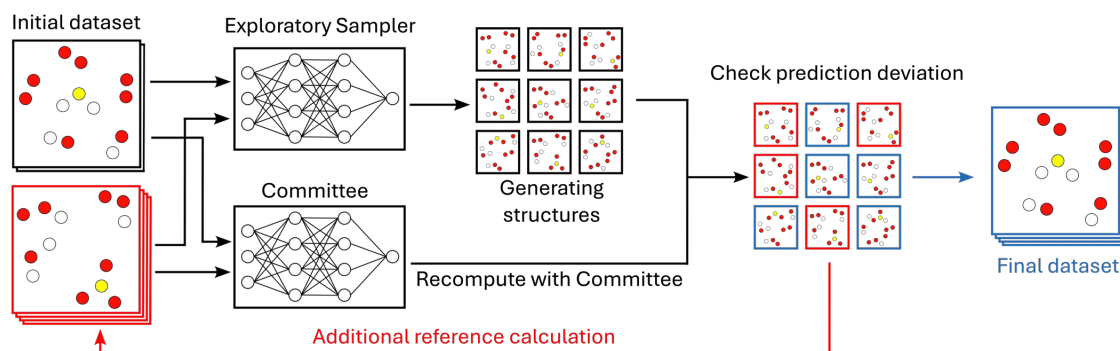 Initial dataset
Exploratory Sampler
Check prediction deviation
Committee
Generating
structures
Recompute with Committee
Final dataset
Additional reference calculation